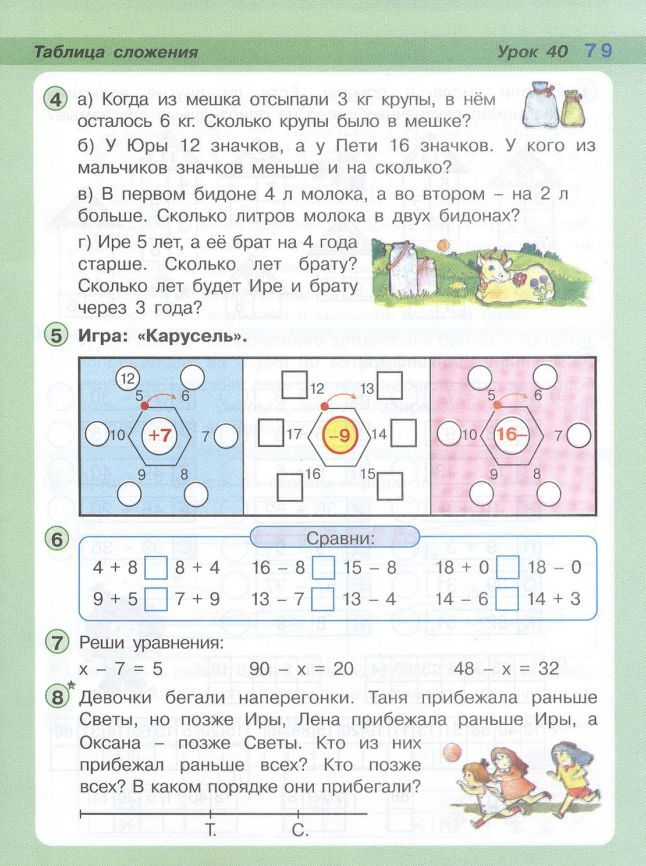 Таблица сложения Урок 40 79
4 а) Когда из мешка отсыпали 3 кг крупы, в нём
осталось 6 кг. Сколько крупы было в мешке?
б) У Юры 12 значков, а у Пети 16 значков. У кого из
мальчиков значков меньше и на сколько?
в) В первом бидоне 4 л молока, а во втором – на 2 л
больше. Сколько литров молока в двух бидонах?
г) Ире 5 лет, а её брат на 4 года
старше. Сколько лет брату?
Сколько лет будет Ире и брату
через 3 года?
5 Игра: «Карусель».
12
5 6 12 13 5 6
10 +7 7 17 –9 14 10 16– 7
9 8 16 15 9 8
6 Сравни:
4 + 8 8 + 4 16 – 8 15 – 8 18 + 0 18 – 0
9 + 5 7 + 9 13 – 7 13 – 4 14 – 6 14 + 3
7 Реши уравнения:
х – 7 = 5 90 – х = 20 48 – х = 32
8* Девочки бегали наперегонки. Таня прибежала раньше
Светы, но позже Иры, Лена прибежала раньше Иры, а
Оксана – позже Светы. Кто из них
прибежал раньше всех? Кто позже
всех? В каком порядке они прибегали?
Т. С.